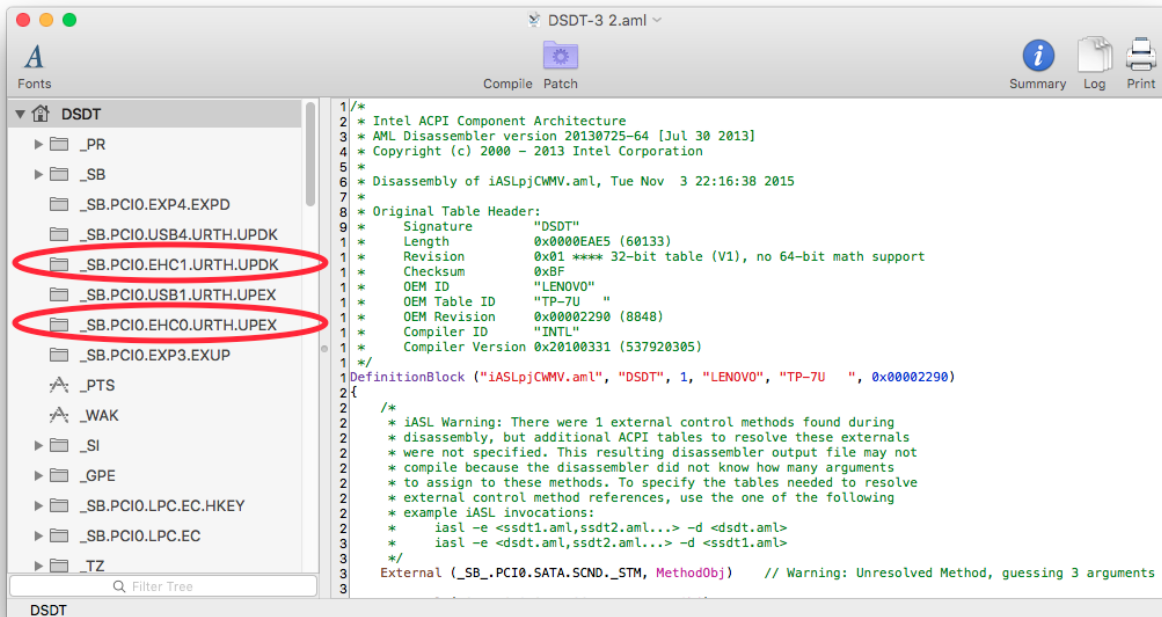 DSDT-3 2.aml
A
Fonts
Compile Patch
i
Summary Log Print
DSDT
_PR
_SB
_SB.PCI0.EXP4.EXPD
_SB.PCI0.USB4.URTH.UPDK
_SB.PCI0.EHC1.URTH.UPDK
_SB.PCI0.USB1.URTH.UPEX
_SB.PCI0.EHC0.URTH.UPEX
_SB.PCI0.EXP3.EXUP
_PTS
_WAK
_SI
_GPE
_SB.PCI0.LPC.EC.HKEY
_SB.PCI0.LPC.EC
_TZ
Filter Tree
DSDT
1 /*
2 * Intel ACPI Component Architecture
3 * AML Disassembler version 20130725-64 [Jul 30 2013]
4 * Copyright (c) 2000 - 2013 Intel Corporation
5 *
6 * Disassembly of iASLpjCWMV.aml, Tue Nov  3 22:16:38 2015
7 *
8 * Original Table Header:
9 *     Signature        "DSDT"
1 *     Length           0x0000EAE5 (60133)
1 *     Revision         0x01 **** 32-bit table (V1), no 64-bit math support
1 *     Checksum         0xBF
1 *     OEM ID           "LENOVO"
1 *     OEM Table ID     "TP-7U   "
1 *     OEM Revision     0x00002290 (8848)
1 *     Compiler ID      "INTL"
1 *     Compiler Version 0x20100331 (537920305)
1 */
1 DefinitionBlock ("iASLpjCWMV.aml", "DSDT", 1, "LENOVO", "TP-7U   ", 0x00002290)
2 {
2     /*
2      * iASL Warning: There were 1 external control methods found during
2      * disassembly, but additional ACPI tables to resolve these externals
2      * were not specified. This resulting disassembler output file may not
2      * compile because the disassembler did not know how many arguments
2      * to assign to these methods. To specify the tables needed to resolve
2      * external control method references, use the one of the following
2      * example iASL invocations:
2      *     iasl -e <ssdt1.aml,ssdt2.aml...> -d <dsdt.aml>
3      *     iasl -e <dsdt.aml,ssdt2.aml...> -d <ssdt1.aml>
3      */
3     External (_SB_.PCI0.SATA.SCND._STM, MethodObj)    // Warning: Unresolved Method, guessing 3 arguments
3